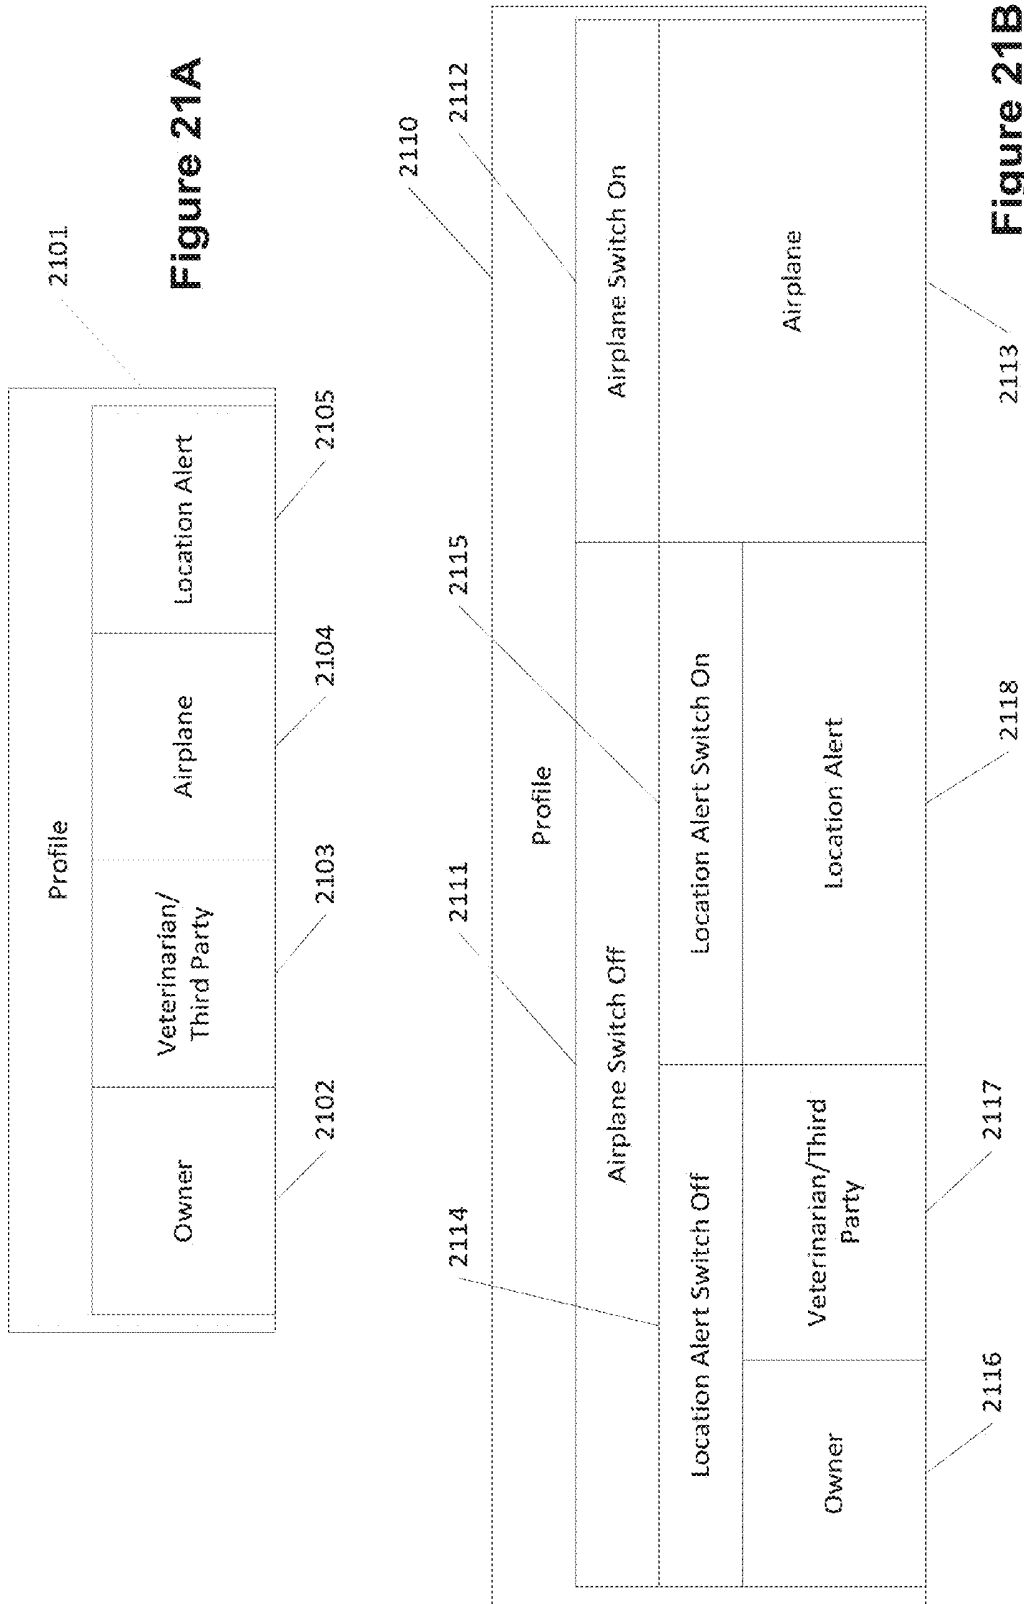 Profile
2101
Owner
Veterinarian/
Third Party
Airplane
Location Alert
2102
2103
2104
2105
Figure 21A
2110
Profile
2111
2112
Airplane Switch Off
Airplane Switch On
2114
2115
Location Alert Switch Off
Location Alert Switch On
Owner
Veterinarian/Third
Party
Location Alert
Airplane
2116
2117
2118
2113
Figure 21B